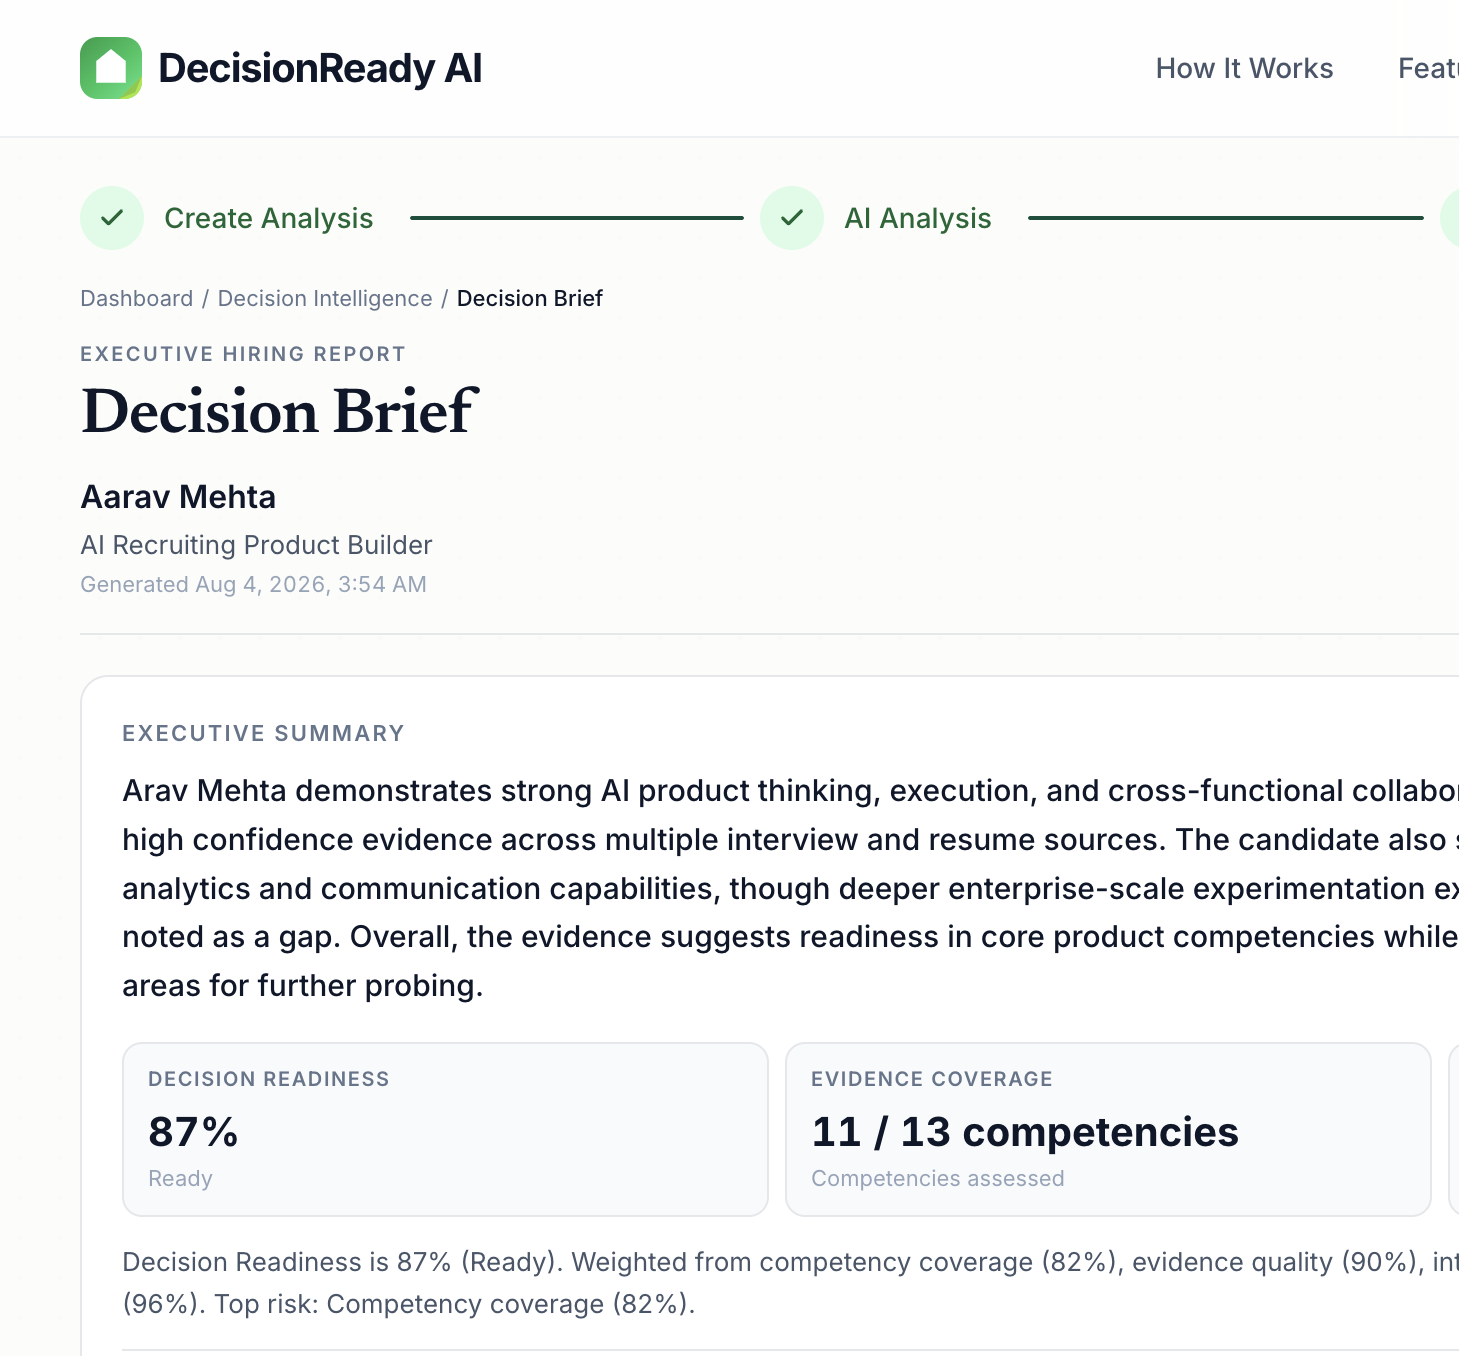 DecisionReady AI
How It Works
Create Analysis
AI Analysis
Dashboard / Decision Intelligence / Decision Brief
EXECUTIVE HIRING REPORT
Decision Brief
Aarav Mehta
AI Recruiting Product Builder
Generated Aug 4, 2026, 3:54 AM
EXECUTIVE SUMMARY
Arav Mehta demonstrates strong AI product thinking, execution, and cross-functional
high confidence evidence across multiple interview and resume sources. The candidate also
analytics and communication capabilities, though deeper enterprise-scale experimentation
noted as a gap. Overall, the evidence suggests readiness in core product competencies while
areas for further probing.
DECISION READINESS
87%
Ready
EVIDENCE COVERAGE
11 / 13 competencies
Competencies assessed
Decision Readiness is 87% (Ready). Weighted from competency coverage (82%), evidence quality (90%),
(96%). Top risk: Competency coverage (82%).